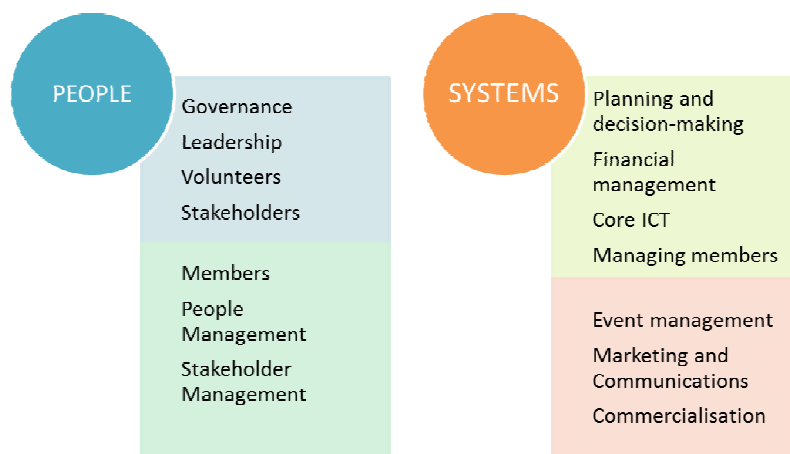 PEOPLE
Governance
Leadership
Volunteers
Stakeholders
Members
People
Management
Stakeholder
Management
SYSTEMS
Planning and
decision-making
Financial
management
Core ICT
Managing members
Event management
Marketing and
Communications
Commercialisation